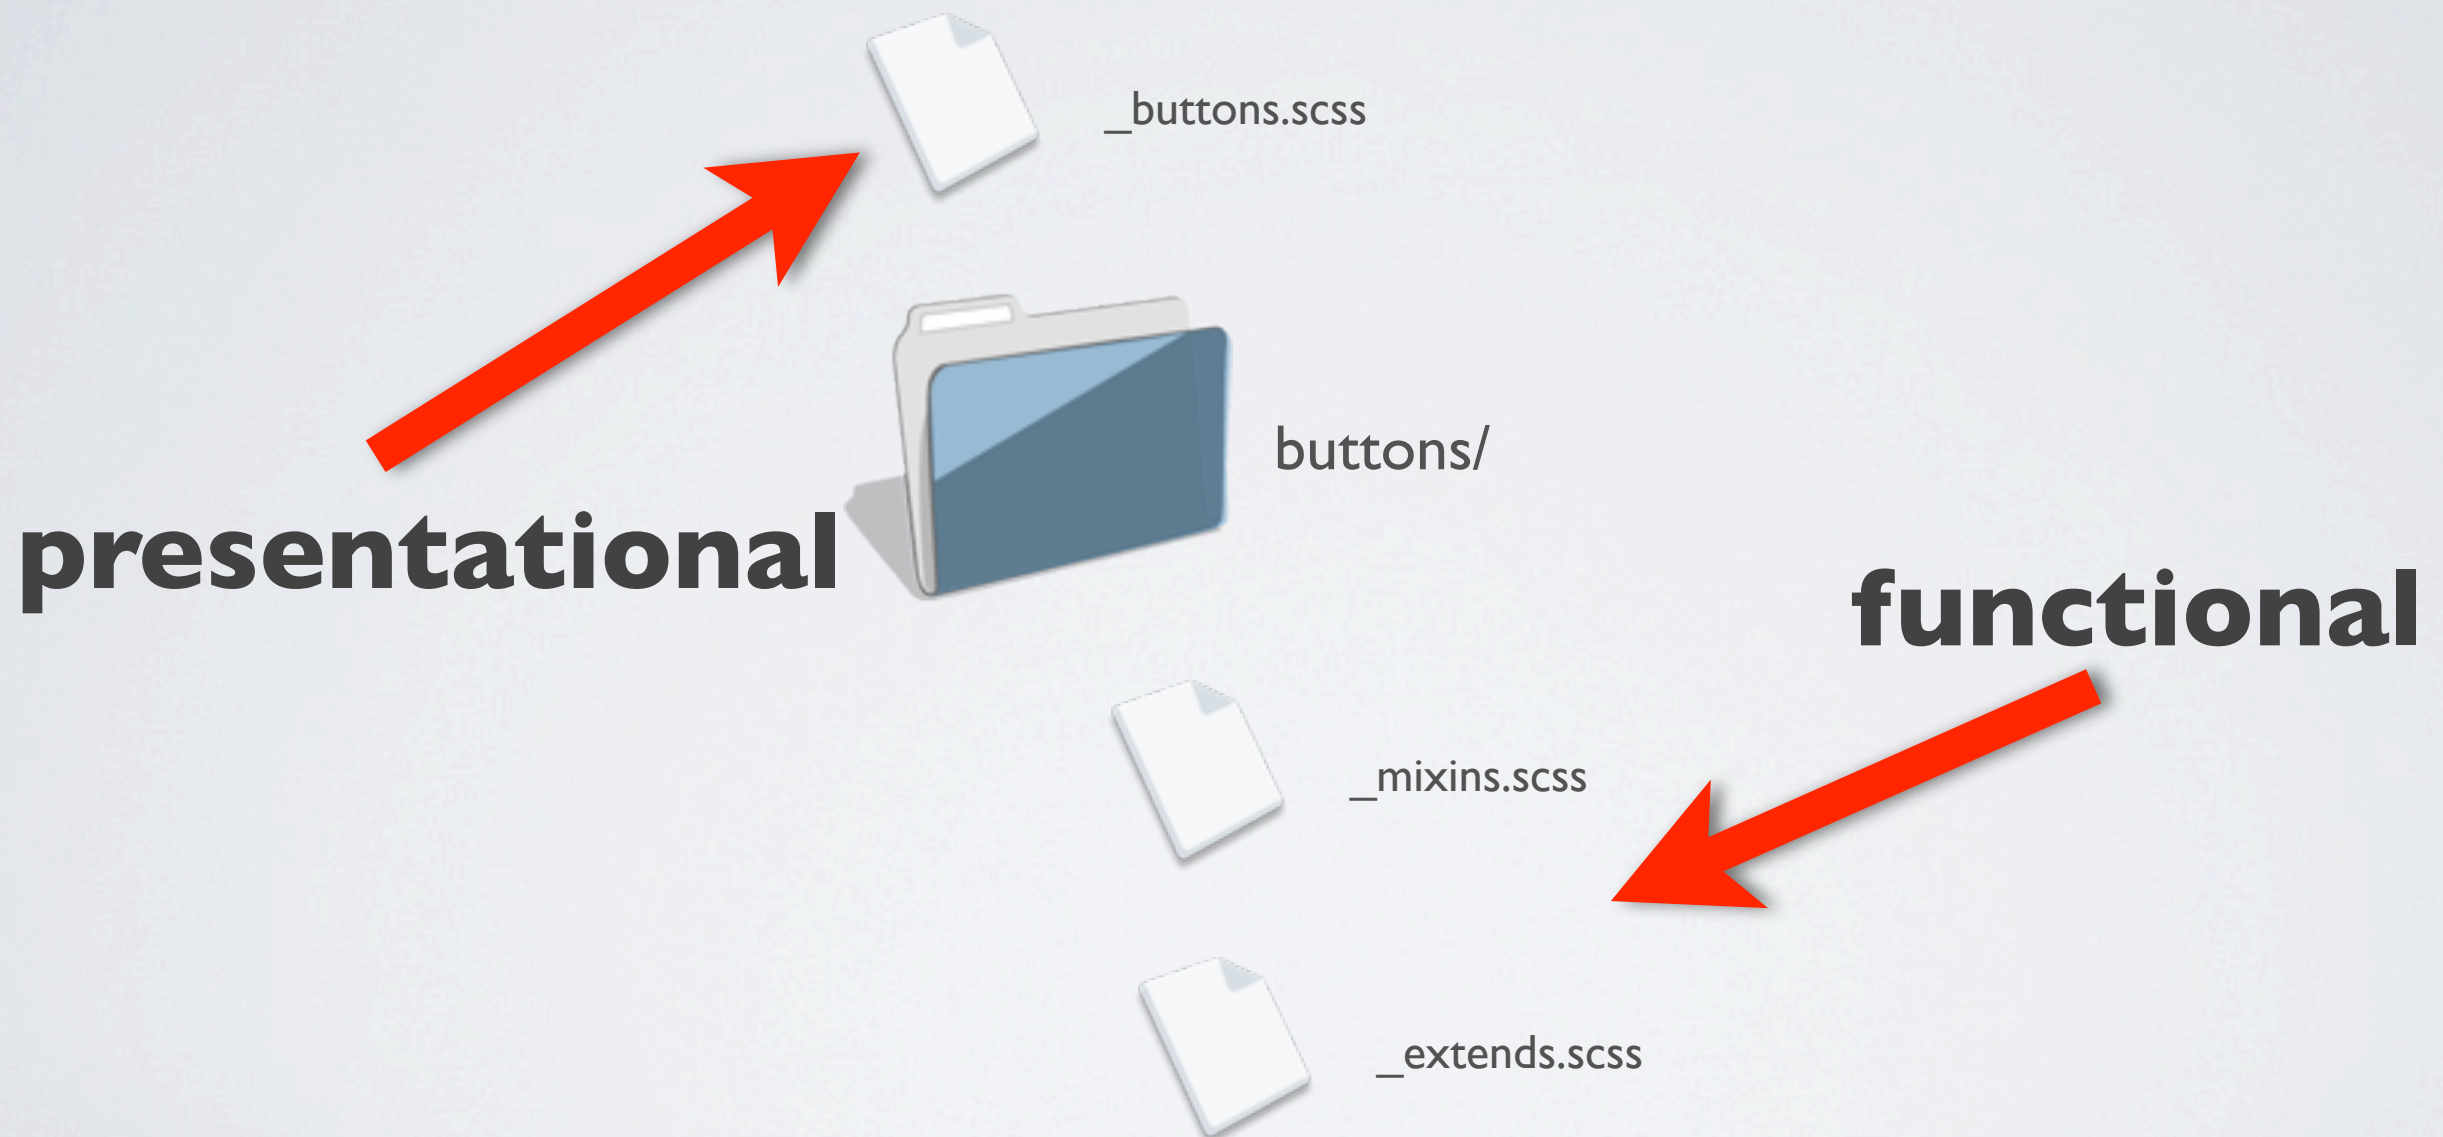 _buttons.scss
buttons/
presentational
functional
_mixins.scss
_extends.scss